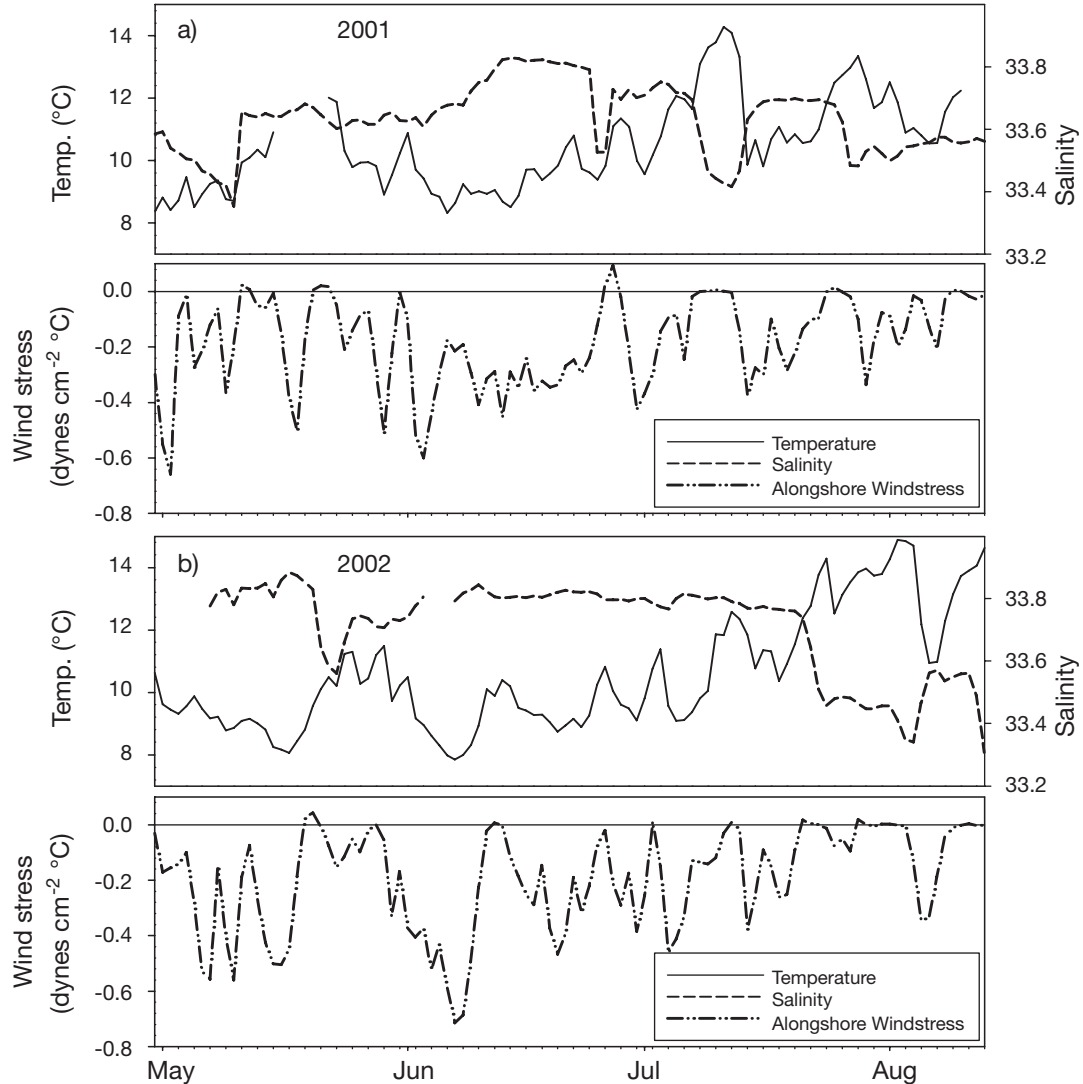 a)
2001
14
12
10
8
Temp. (°C)
33.8
33.6
33.4
33.2
Salinity
0.0
-0.2
-0.4
-0.6
-0.8
Wind stress
(dynes cm⁻² °C)
Temperature
Salinity
Alongshore Windstress
b)
2002
14
12
10
8
Temp. (°C)
33.8
33.6
33.4
33.2
Salinity
0.0
-0.2
-0.4
-0.6
-0.8
Wind stress
(dynes cm⁻² °C)
Temperature
Salinity
Alongshore Windstress
May Jun Jul Aug